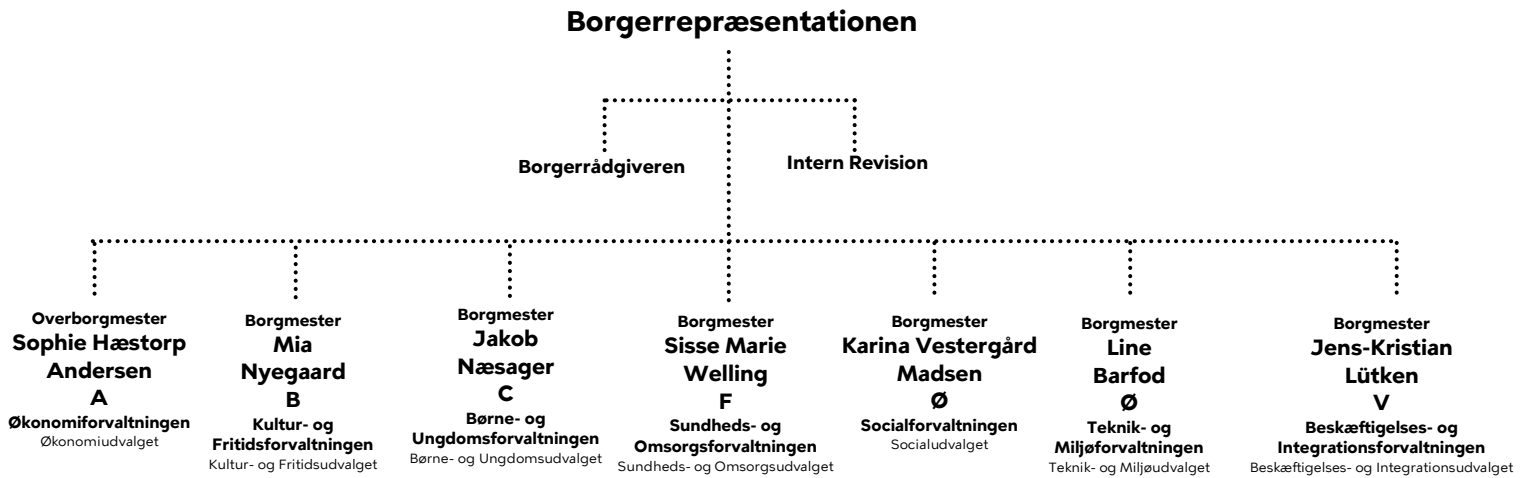 Borgerrepræsentationen
Borgerrådgiveren
Intern Revision
Overborgmester
Sophie Hæstorp
Andersen
A
Økonomiforvaltningen
Økonomiudvalget
Borgmester
Mia
Nyegaard
B
Kultur- og
Fritidsforvaltningen
Kultur- og Fritidsudvalget
Borgmester
Jakob
Næsager
C
Børne- og
Ungdomsforvaltningen
Børne- og Ungdomsudvalget
Borgmester
Sisse Marie
Welling
F
Sundheds- og
Omsorgsforvaltningen
Sundheds- og Omsorgsudvalget
Borgmester
Karina Vestergård
Madsen
Ø
Socialforvaltningen
Socialudvalget
Borgmester
Line
Barfod
Ø
Teknik- og
Miljøforvaltningen
Teknik- og Miljøudvalget
Borgmester
Jens-Kristian
Lütken
V
Beskæftigelses- og
Integrationsforvaltningen
Beskæftigelses- og Integrationsudvalget